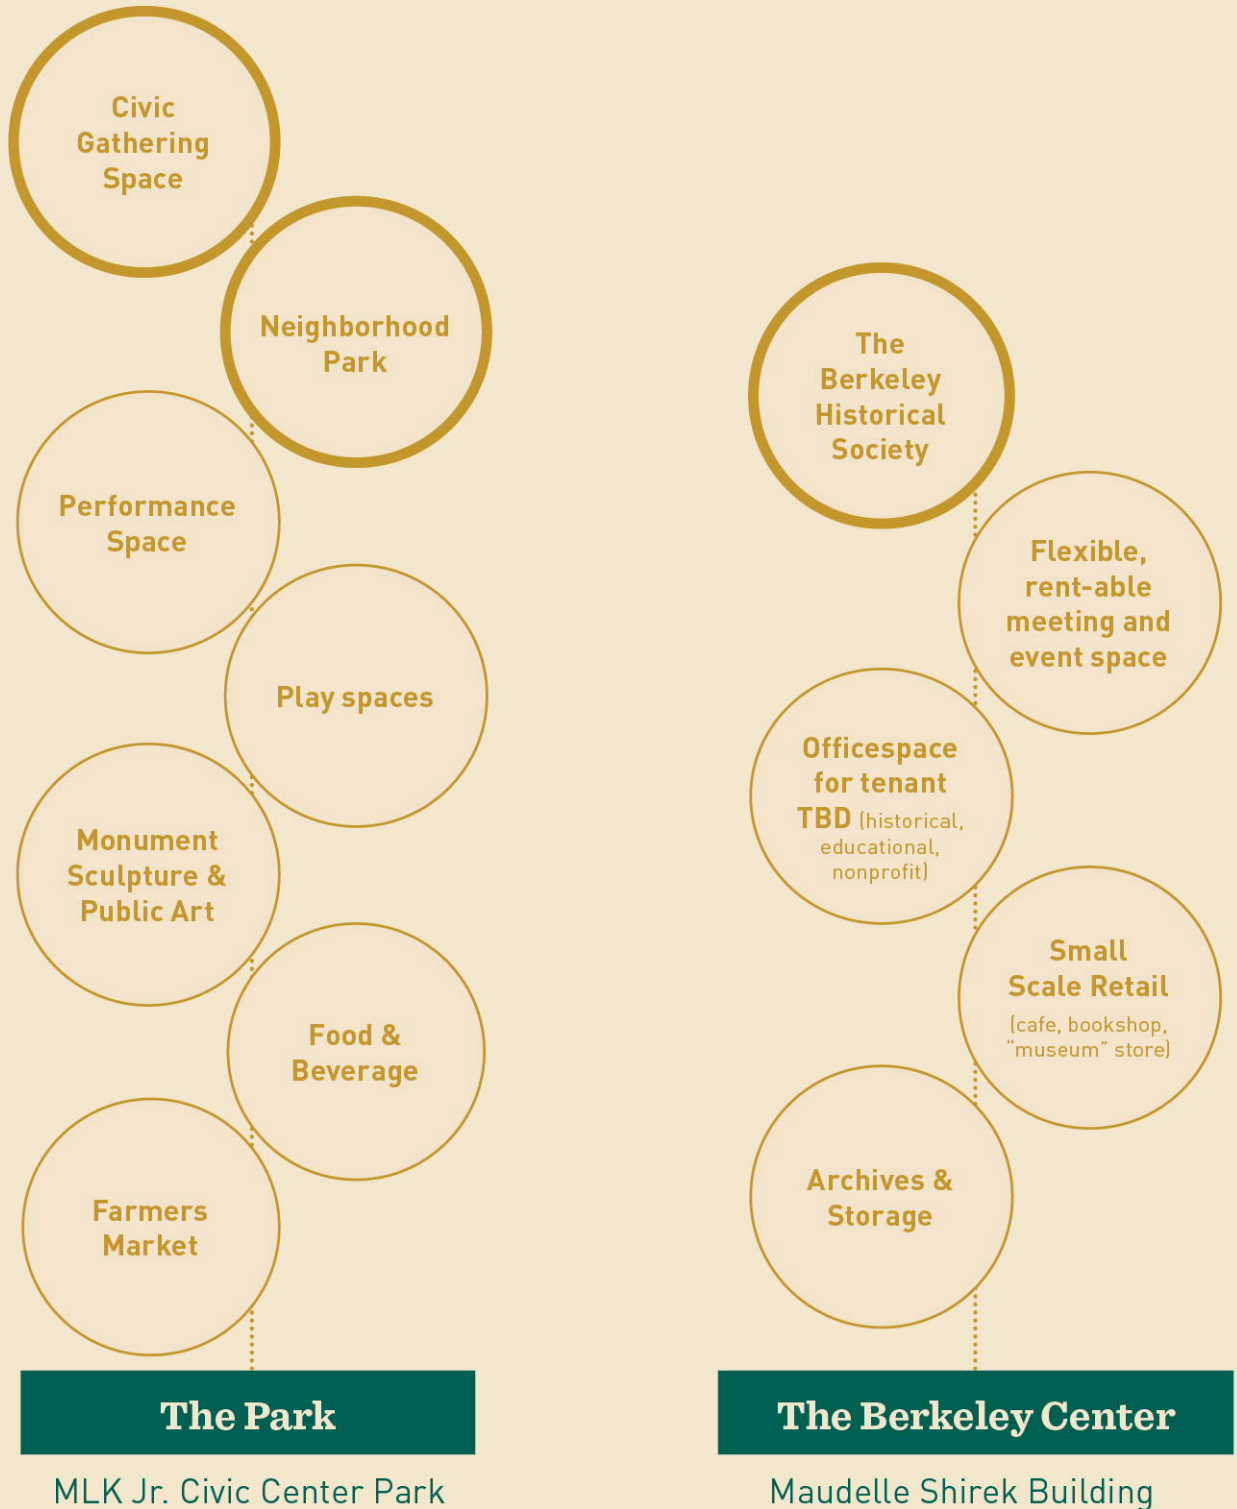 Civic
Gathering
Space
Neighborhood
Park
Performance
Space
Play spaces
Monument
Sculpture &
Public Art
Food &
Beverage
Farmers
Market
The Park
MLK Jr. Civic Center Park
The
Berkeley
Historical
Society
Flexible,
rent-able
meeting and
event space
Officespace
for tenant
TBD (historical,
educational,
nonprofit)
Small
Scale Retail
(cafe, bookshop,
"museum" store)
Archives &
Storage
The Berkeley Center
Maudelle Shirek Building